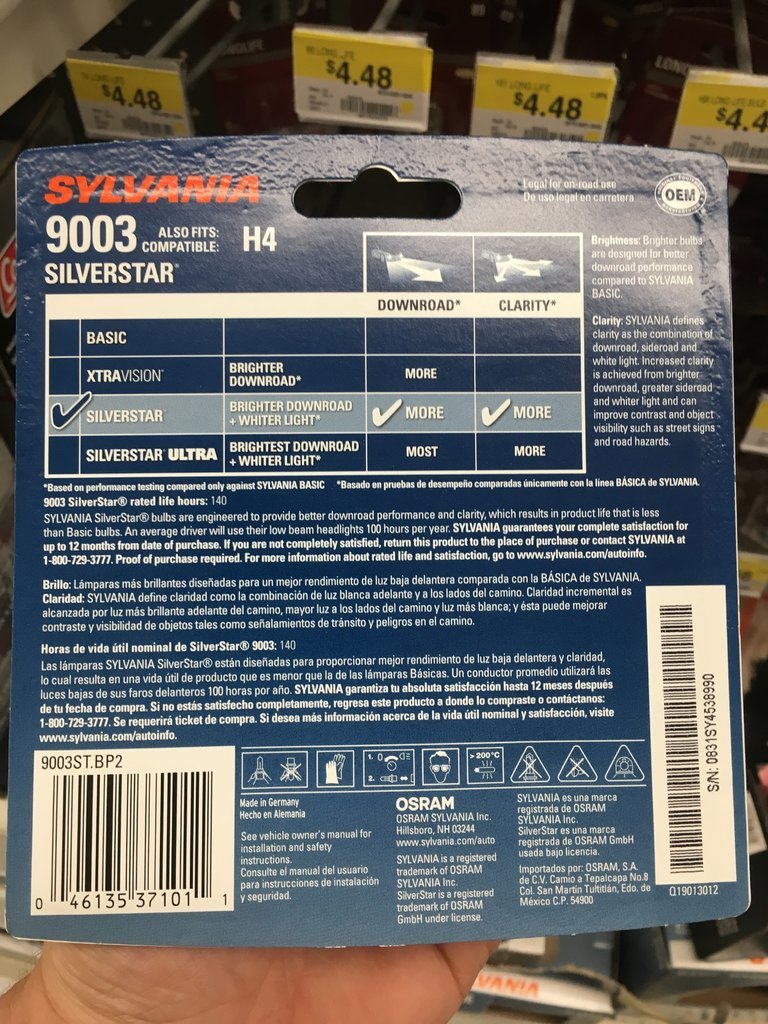 74 LONG LIFE
$4.48
$4.48
$4.48
168 LONG LIFE BULB
$4.4
SYLVANIA
9003 ALSO FITS: COMPATIBLE: H4
SILVERSTAR®
Legal for on-road use
De uso legal en carretera
OEM
DOWNROAD* CLARITY*
BASIC
XTRAVISION® BRIGHTER DOWNROAD* MORE
SILVERSTAR® BRIGHTER DOWNROAD + WHITER LIGHT* MORE MORE
SILVERSTAR® ULTRA BRIGHTEST DOWNROAD + WHITER LIGHT* MOST MORE
Brightness: Brighter bulbs
are designed for better
downroad performance
compared to SYLVANIA
BASIC.
Clarity: SYLVANIA defines
clarity as the combination of
downroad, sideroad and
white light. Increased clarity
is achieved from brighter
downroad, greater sideroad
and whiter light and can
improve contrast and object
visibility such as street signs
and road hazards.
*Based on performance testing compared only against SYLVANIA BASIC *Basado en pruebas de desempeño comparadas únicamente con la línea BÁSICA de SYLVANIA.
9003 SilverStar® rated life hours: 140
SYLVANIA SilverStar® bulbs are engineered to provide better downroad performance and clarity, which results in product life that is less
than Basic bulbs. An average driver will use their low beam headlights 100 hours per year. SYLVANIA guarantees your complete satisfaction for
up to 12 months from date of purchase. If you are not completely satisfied, return this product to the place of purchase or contact SYLVANIA at
1-800-729-3777. Proof of purchase required. For more information about rated life and satisfaction, go to www.sylvania.com/autoinfo.
Brillo: Lámparas más brillantes diseñadas para un mejor rendimiento de luz baja delantera comparada con la BÁSICA de SYLVANIA.
Claridad: SYLVANIA define claridad como la combinación de luz blanca adelante y a los lados del camino. Claridad incremental es
alcanzada por luz más brillante adelante del camino, mayor luz a los lados del camino y luz más blanca; y ésta puede mejorar
contraste y visibilidad de objetos tales como señalamientos de tránsito y peligros en el camino.
Horas de vida útil nominal de SilverStar® 9003: 140
Las lámparas SYLVANIA SilverStar® están diseñadas para proporcionar mejor rendimiento de luz baja delantera y claridad,
lo cual resulta en una vida útil de producto que es menor que la de las lámparas Básicas. Un conductor promedio utilizará las
luces bajas de sus faros delanteros 100 horas por año. SYLVANIA garantiza tu absoluta satisfacción hasta 12 meses después
de tu fecha de compra. Si no estás satisfecho completamente, regresa este producto a donde lo compraste o contáctanos:
1-800-729-3777. Se requerirá ticket de compra. Si desea más información acerca de la vida útil nominal y satisfacción, visite
www.sylvania.com/autoinfo.
9003ST.BP2
0 46135 37101 1
1.
2.
> 200°C
Made in Germany
Hecho en Alemania
See vehicle owner's manual for
installation and safety
instructions.
Consulte el manual del usuario
para instrucciones de instalación
y seguridad.
OSRAM
OSRAM SYLVANIA Inc.
Hillsboro, NH 03244
www.sylvania.com/auto
SYLVANIA is a registered
trademark of OSRAM
SYLVANIA Inc.
SilverStar is a registered
trademark of OSRAM
GmbH under license.
SYLVANIA es una marca
registrada de OSRAM
SYLVANIA Inc.
SilverStar es una marca
registrada de OSRAM GmbH
usada bajo licencia.
Importados por: OSRAM, S.A.
de C.V. Camio a Tepalcapa No.8
Col. San Martin Tultitlán, Edo. de
México C.P. 54900
S/N: 0831SY4538990
Q19013012
VANIA